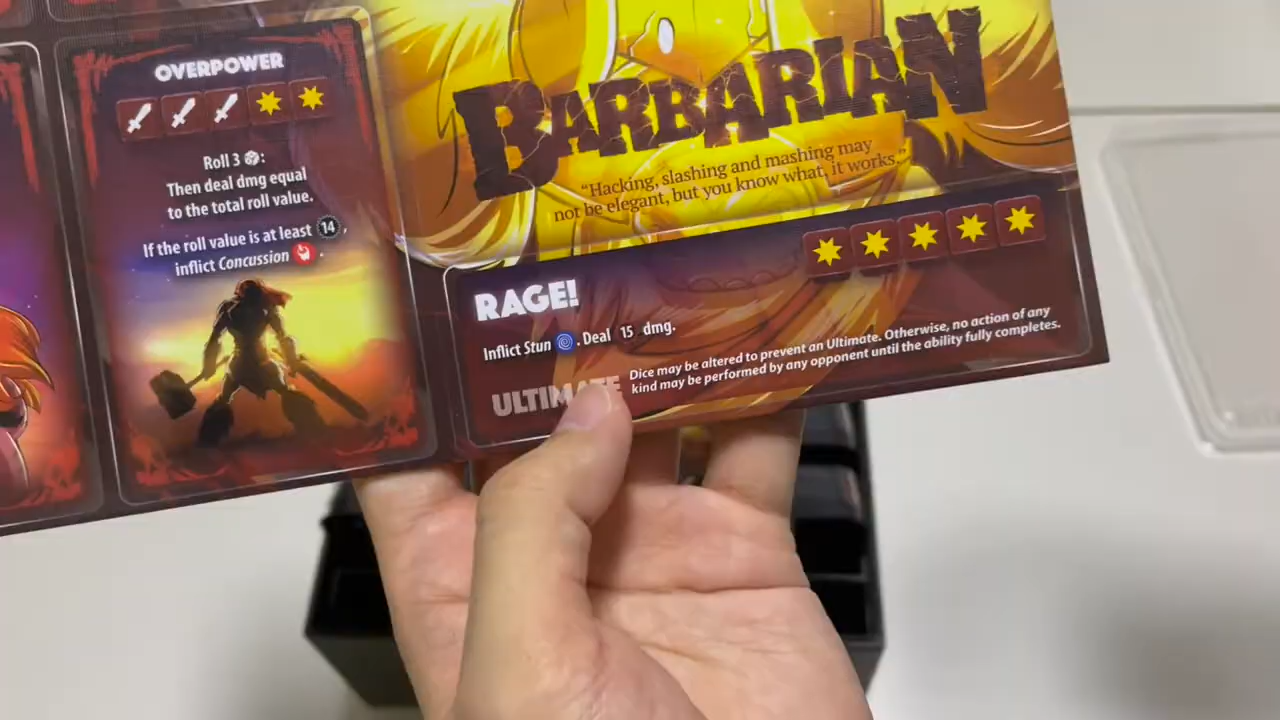 OVERPOWER
Roll 3 :
Then deal dmg equal
to the total roll value.
If the roll value is at least 14,
inflict Concussion .
BARBARIAN
“Hacking, slashing and mashing may
not be elegant, but you know what, it works.”
RAGE!
Inflict Stun . Deal 15 dmg.
ULTIMATE
Dice may be altered to prevent an Ultimate. Otherwise, no action of any
kind may be performed by any opponent until the ability fully completes.